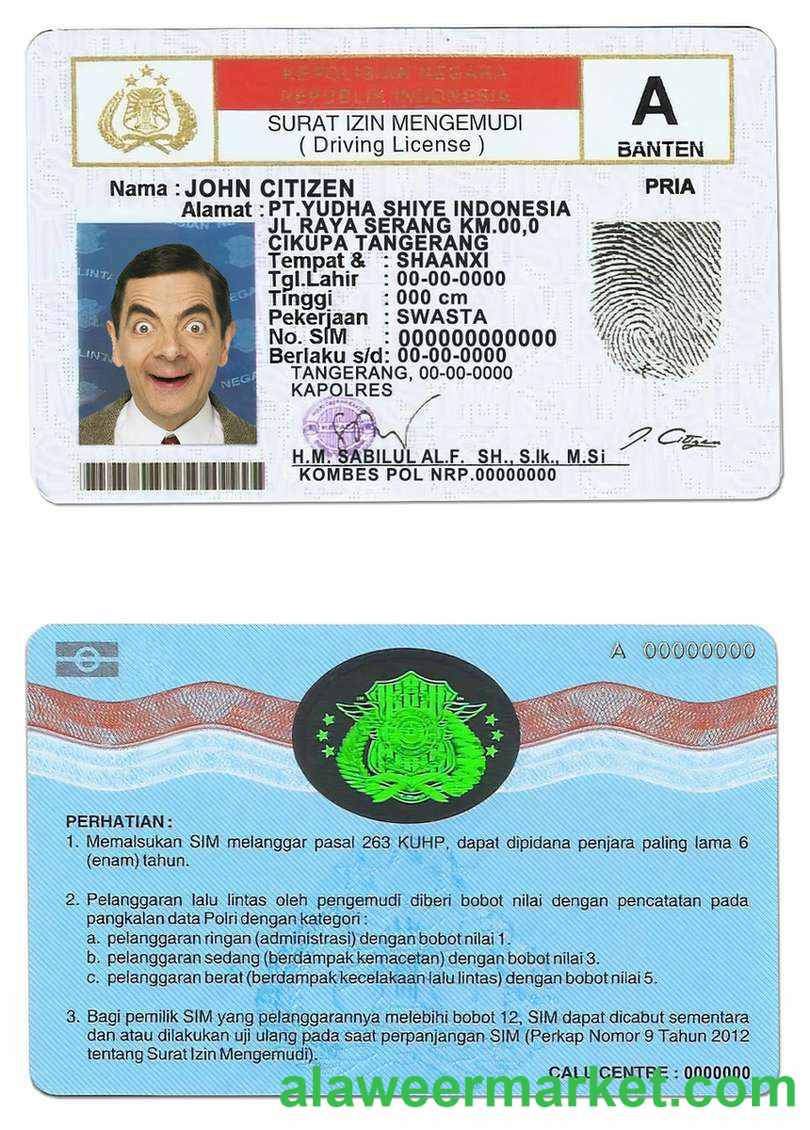 KEPOLISIAN NEGARA
REPUBLIK INDONESIA
SURAT IZIN MENGEMUDI
( Driving License )
A
BANTEN
Nama : JOHN CITIZEN
PRIA
Alamat : PT.YUDHA SHIYE INDONESIA
JL RAYA SERANG KM.00,0
CIKUPA TANGERANG
Tempat & : SHAANXI
Tgl.Lahir : 00-00-0000
Tinggi : 000 cm
Pekerjaan : SWASTA
No. SIM : 000000000000
Berlaku s/d: 00-00-0000
TANGERANG, 00-00-0000
KAPOLRES
J. Citizen
H.M. SABILUL AL.F. SH., S.Ik., M.Si
KOMBES POL NRP.00000000
A 00000000
PERHATIAN :
1. Memalsukan SIM melanggar pasal 263 KUHP, dapat dipidana penjara paling lama 6
(enam) tahun.
2. Pelanggaran lalu lintas oleh pengemudi diberi bobot nilai dengan pencatatan pada
pangkalan data Polri dengan kategori :
a. pelanggaran ringan (administrasi) dengan bobot nilai 1.
b. pelanggaran sedang (berdampak kemacetan) dengan bobot nilai 3.
c. pelanggaran berat (berdampak kecelakaan lalu lintas) dengan bobot nilai 5.
3. Bagi pemilik SIM yang pelanggarannya melebihi bobot 12, SIM dapat dicabut sementara
dan atau dilakukan uji ulang pada saat perpanjangan SIM (Perkap Nomor 9 Tahun 2012
tentang Surat Izin Mengemudi).
CALL CENTRE : 0000000
alaweermarket.com